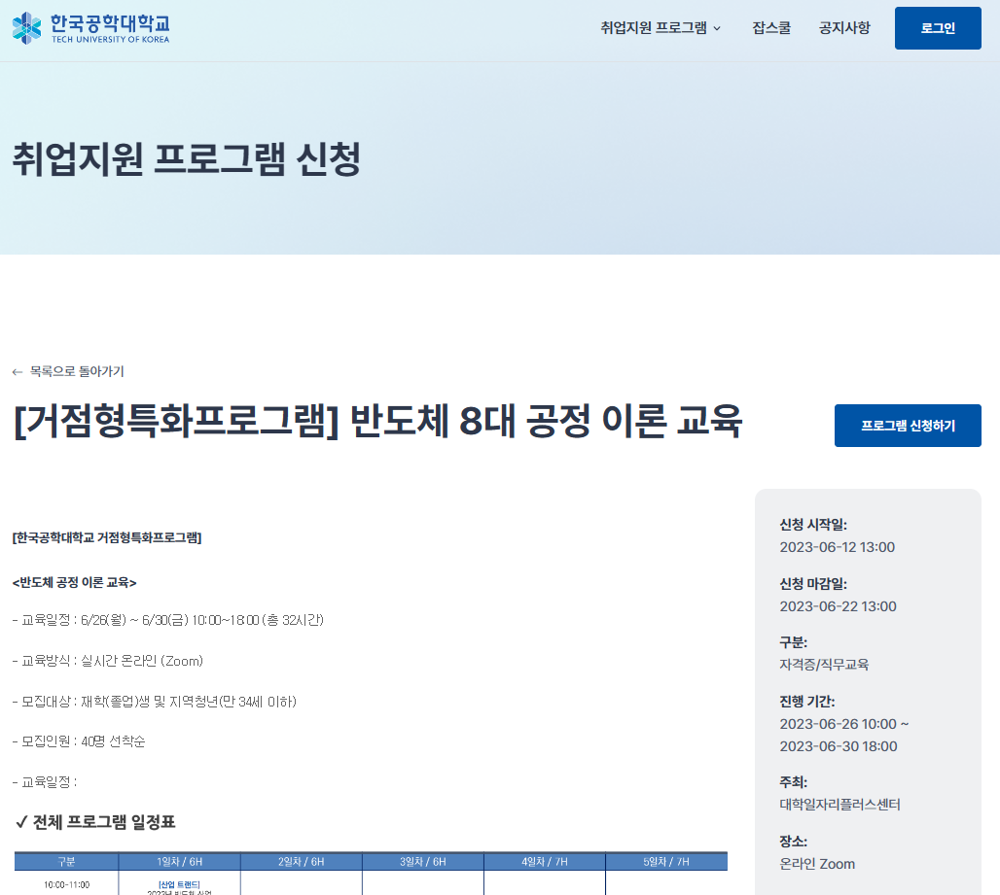 한국공학대학교
TECH UNIVERSITY OF KOREA
취업지원 프로그램
잡스쿨
공지사항
로그인
취업지원 프로그램 신청
← 목록으로 돌아가기
[거점형특화프로그램] 반도체 8대 공정 이론 교육
프로그램 신청하기
[한국공학대학교 거점형특화프로그램]
<반도체 공정 이론 교육>
- 교육일정 : 6/26(월) ~ 6/30(금) 10:00~18:00 (총 32시간)
- 교육방식 : 실시간 온라인 (Zoom)
- 모집대상 : 재학(졸업)생 및 지역청년(만 34세 이하)
- 모집인원 : 40명 선착순
- 교육일정 :
✓ 전체 프로그램 일정표
구분 1일차 / 6H 2일차 / 6H 3일차 / 6H 4일차 / 7H 5일차 / 7H
10:00-11:00 [산업 트랜드]
2023년 반도체 산업
신청 시작일:
2023-06-12 13:00
신청 마감일:
2023-06-22 13:00
구분:
자격증/직무교육
진행 기간:
2023-06-26 10:00 ~
2023-06-30 18:00
주최:
대학일자리플러스센터
장소:
온라인 Zoom